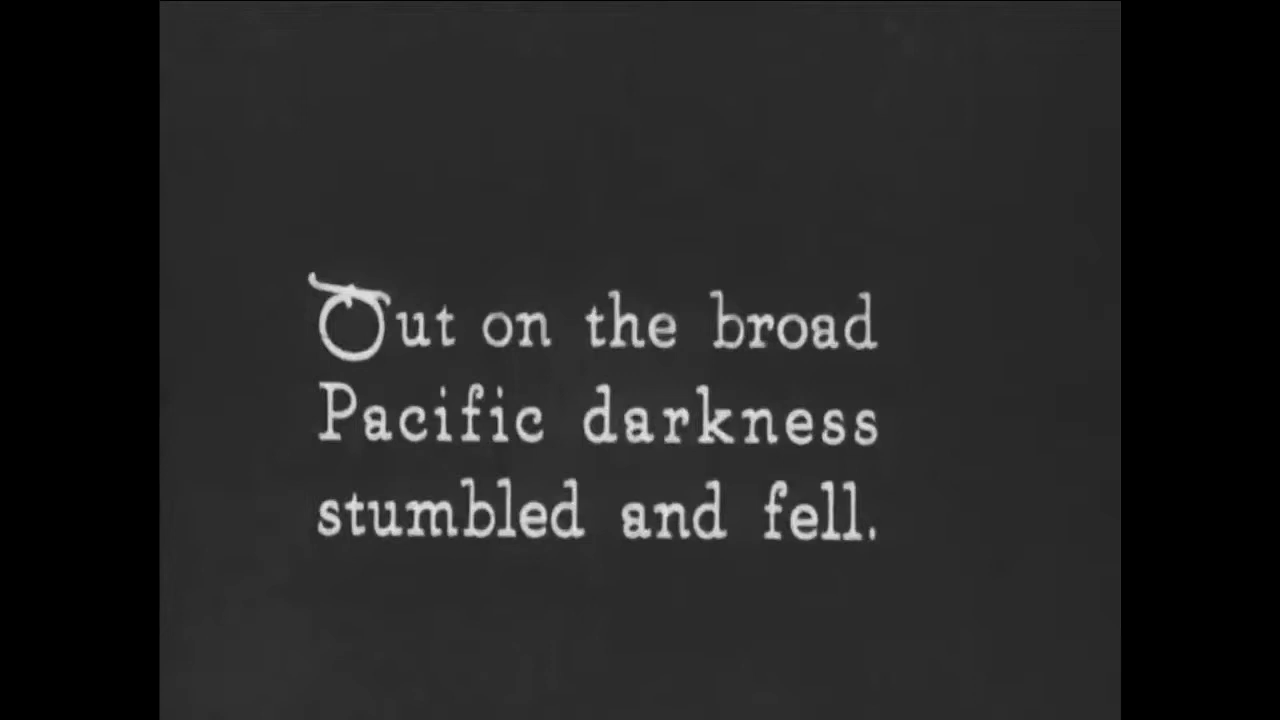 Out on the broad
Pacific darkness
stumbled and fell.